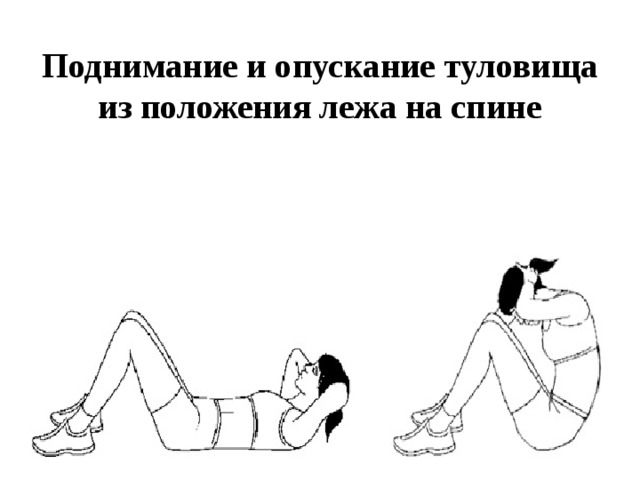 Поднимание и опускание туловища
из положения лежа на спине